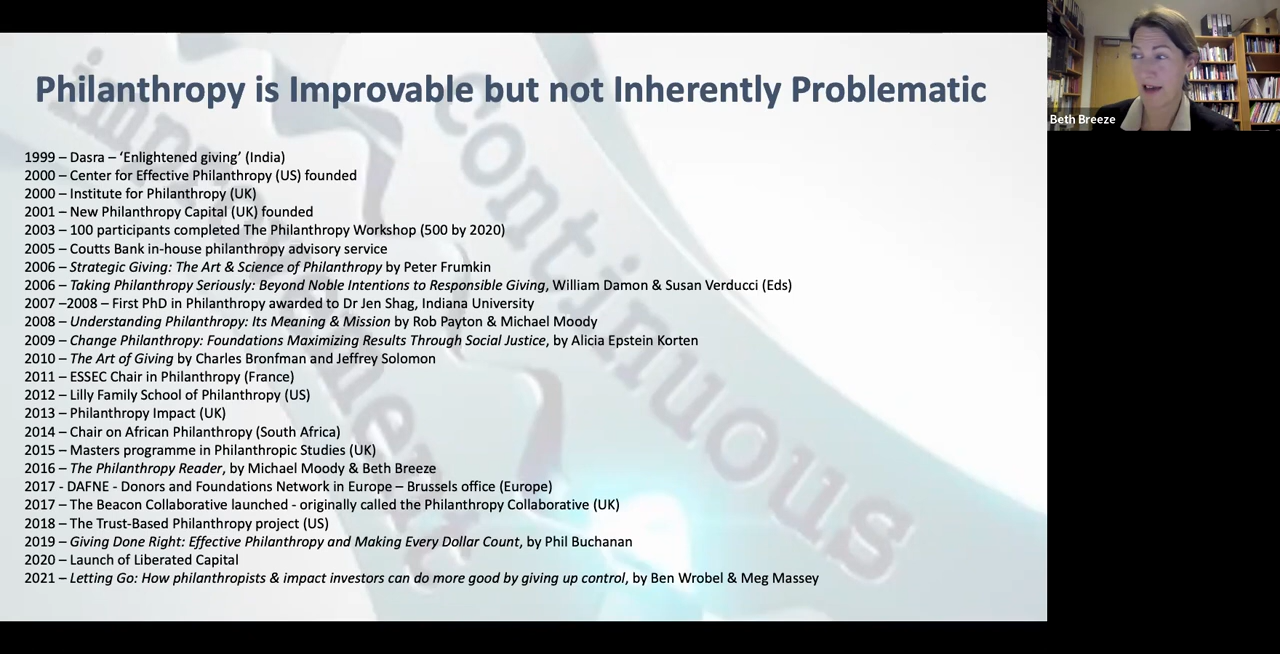 Philanthropy is Improvable but not Inherently Problematic
1999 – Dasra – ‘Enlightened giving’ (India)
2000 – Center for Effective Philanthropy (US) founded
2000 – Institute for Philanthropy (UK)
2001 – New Philanthropy Capital (UK) founded
2003 – 100 participants completed The Philanthropy Workshop (500 by 2020)
2005 – Coutts Bank in-house philanthropy advisory service
2006 – Strategic Giving: The Art & Science of Philanthropy by Peter Frumkin
2006 – Taking Philanthropy Seriously: Beyond Noble Intentions to Responsible Giving, William Damon & Susan Verducci (Eds)
2007 –2008 – First PhD in Philanthropy awarded to Dr Jen Shag, Indiana University
2008 – Understanding Philanthropy: Its Meaning & Mission by Rob Payton & Michael Moody
2009 – Change Philanthropy: Foundations Maximizing Results Through Social Justice, by Alicia Epstein Korten
2010 – The Art of Giving by Charles Bronfman and Jeffrey Solomon
2011 – ESSEC Chair in Philanthropy (France)
2012 – Lilly Family School of Philanthropy (US)
2013 – Philanthropy Impact (UK)
2014 – Chair on African Philanthropy (South Africa)
2015 – Masters programme in Philanthropic Studies (UK)
2016 – The Philanthropy Reader, by Michael Moody & Beth Breeze
2017 - DAFNE - Donors and Foundations Network in Europe – Brussels office (Europe)
2017 – The Beacon Collaborative launched - originally called the Philanthropy Collaborative (UK)
2018 – The Trust-Based Philanthropy project (US)
2019 – Giving Done Right: Effective Philanthropy and Making Every Dollar Count, by Phil Buchanan
2020 – Launch of Liberated Capital
2021 – Letting Go: How philanthropists & impact investors can do more good by giving up control, by Ben Wrobel & Meg Massey
improvement
continuous
Beth Breeze